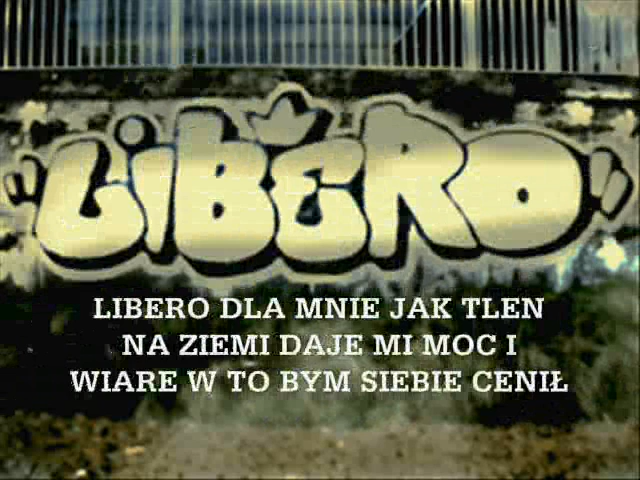 "LiBERO"
LIBERO DLA MNIE JAK TLEN
NA ZIEMI DAJE MI MOC I
WIARE W TO BYM SIEBIE CENIŁ